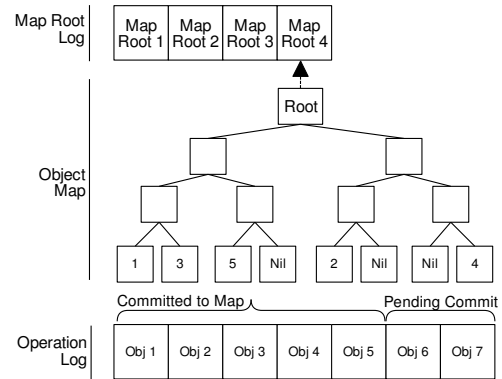 Map Root
Log
Map
Root 1
Map
Root 2
Map
Root 3
Map
Root 4
Root
Object
Map
1
3
5
Nil
2
Nil
Nil
4
Committed to Map
Pending Commit
Operation
Log
Obj 1
Obj 2
Obj 3
Obj 4
Obj 5
Obj 6
Obj 7